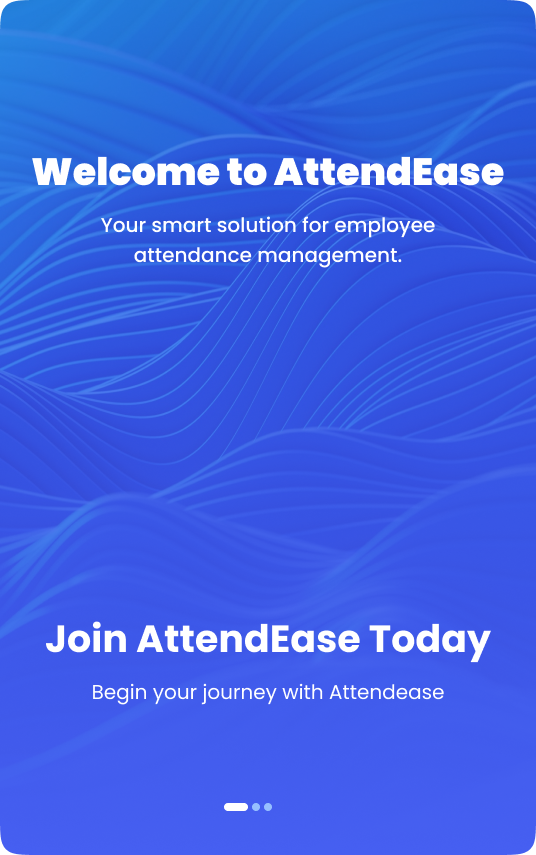 Welcome to AttendEase
Your smart solution for employee
attendance management.
Join AttendEase Today
Begin your journey with Attendease